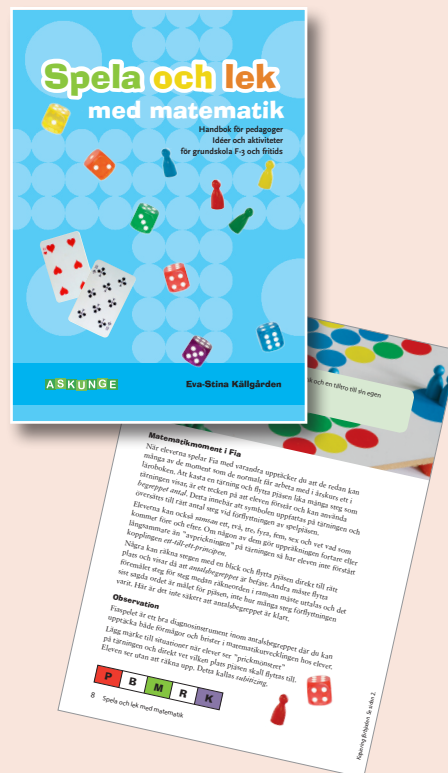 Spela och lek
med matematik
Handbok för pedagoger
Idéer och aktiviteter
för grundskola F-3 och fritids
ASKUNGE
Eva-Stina Källgården
k och en tilltro till sin egen
Matematikmoment i Fia
När eleverna spelar Fia med varandra upptäcker du att de redan kan
många av de moment som de normalt får arbeta med i årskurs ett i
läroboken. Att kasta en tärning och flytta pjäsen lika många steg som
tärningen visar, är ett tecken på att eleven förstår och kan använda
begreppet antal. Detta innebär att symbolen uppfattas på tärningen och
översätts till rätt antal steg vid förflyttningen av spelpjäsen.
Eleverna kan också samsas ett, två, tre, fyra, fem, sex och vet vad som
kommer före och efter. Om någon av dem gör uppräkningen fortare eller
långsammare än "avprickningen" på tärningen så har eleven inte förstått
kopplingen ett-till-ett-principen.
Några kan räkna stegen med en blick och flytta pjäsen direkt till rätt
plats och visar då att antalsbegreppet är befäst. Andra måste flytta
föremålet steg för steg medan räkneorden i ramsan måste uttalas och det
sist sagda ordet är målet för pjäsen, inte hur många steg förflyttningen
varit. Här är det inte säkert att antalsbegreppet är klart.
Observation
Fiaspelet är ett bra diagnosinstrument inom antalsbegreppet där du kan
upptäcka både förmågor och brister i matematikutvecklingen hos elever.
Lägg märke till situationer när elever ser "prickmönstret"
på tärningen och direkt vet vilken plats pjäsen skall flyttas till.
Eleven ser utan att räkna upp. Detta kallas subitizing.
P B M R K
8 Spela och lek med matematik
Kopiering förbjuden. Se sidan 2.